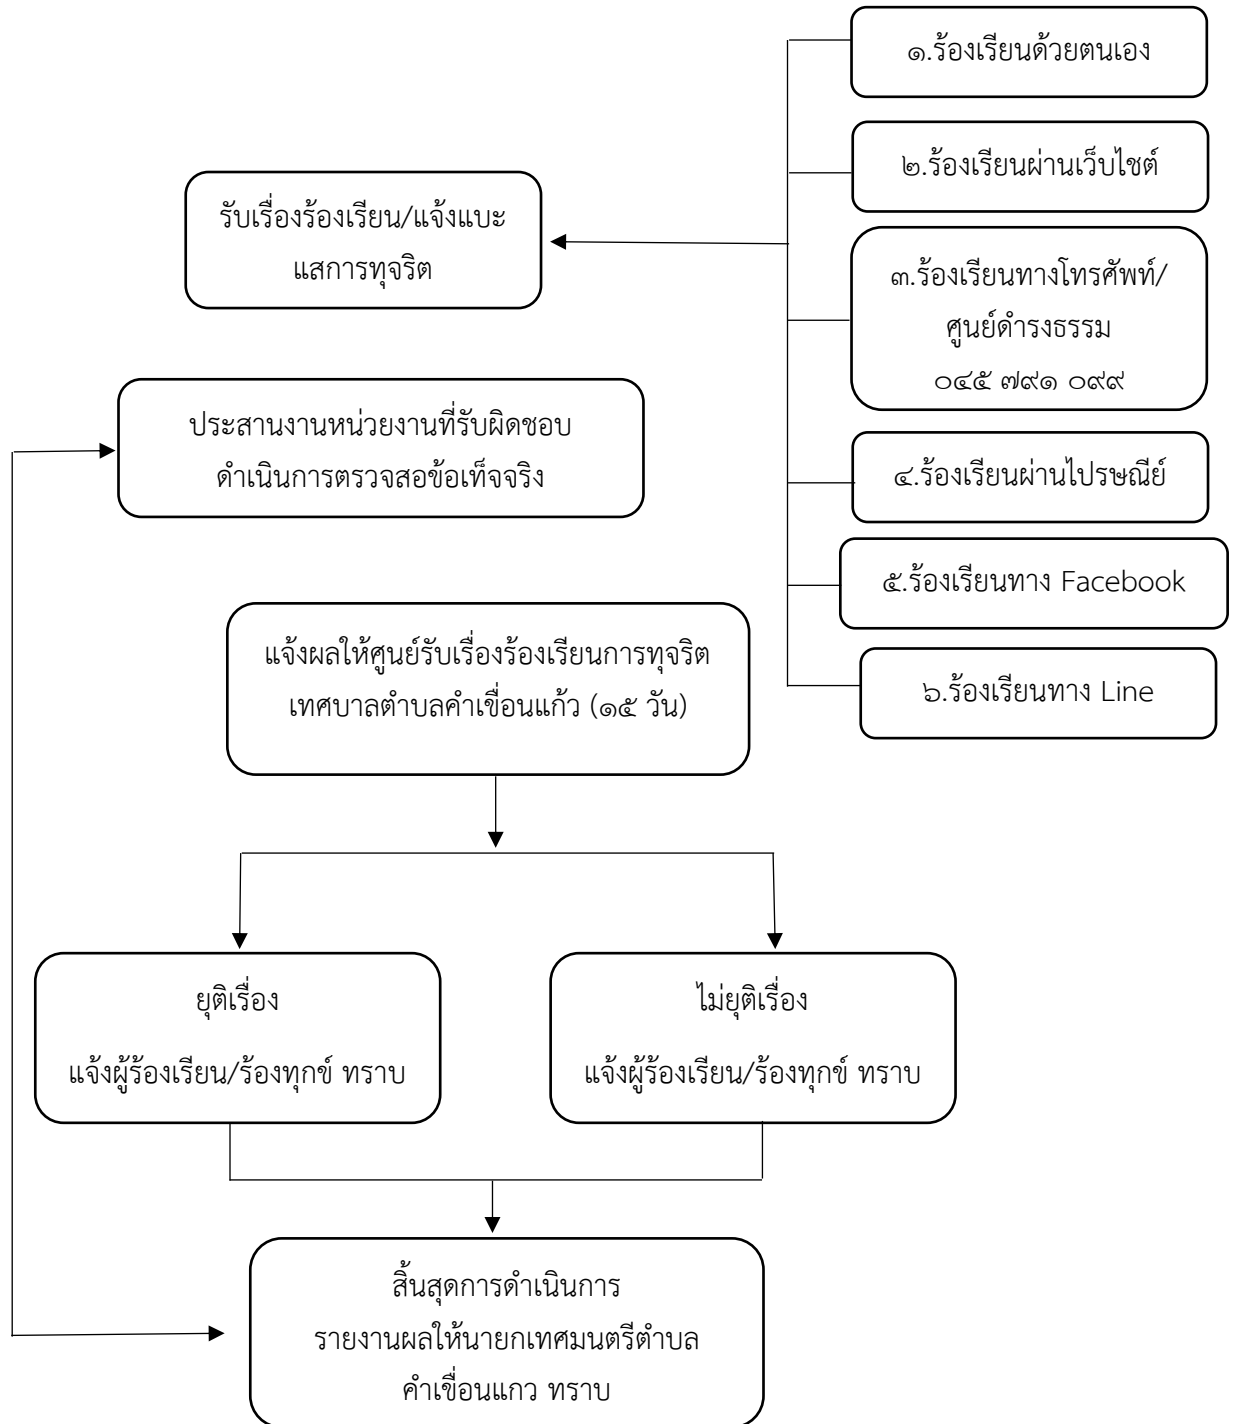 ๑.ร้องเรียนด้วยตนเอง
๒.ร้องเรียนผ่านเว็บไซต์
รับเรื่องร้องเรียน/แจ้งแบะ
แสการทุจริต
๓.ร้องเรียนทางโทรศัพท์/
ศูนย์ดำรงธรรม
๐๔๕ ๗๙๑ ๐๙๙
ประสานงานหน่วยงานที่รับผิดชอบ
ดำเนินการตรวจสอข้อเท็จจริง
๔.ร้องเรียนผ่านไปรษณีย์
๕.ร้องเรียนทาง Facebook
แจ้งผลให้ศูนย์รับเรื่องร้องเรียนการทุจริต
เทศบาลตำบลคำเขื่อนแก้ว (๑๕ วัน)
๖.ร้องเรียนทาง Line
ยุติเรื่อง
แจ้งผู้ร้องเรียน/ร้องทุกข์ ทราบ
ไม่ยุติเรื่อง
แจ้งผู้ร้องเรียน/ร้องทุกข์ ทราบ
สิ้นสุดการดำเนินการ
รายงานผลให้นายกเทศมนตรีตำบล
คำเขื่อนแกว ทราบ